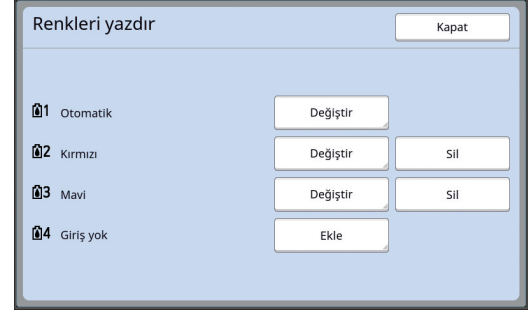 Renkleri yazdır Kapat
1 Otomatik Değiştir
2 Kırmızı Değiştir Sil
3 Mavi Değiştir Sil
4 Giriş yok Ekle